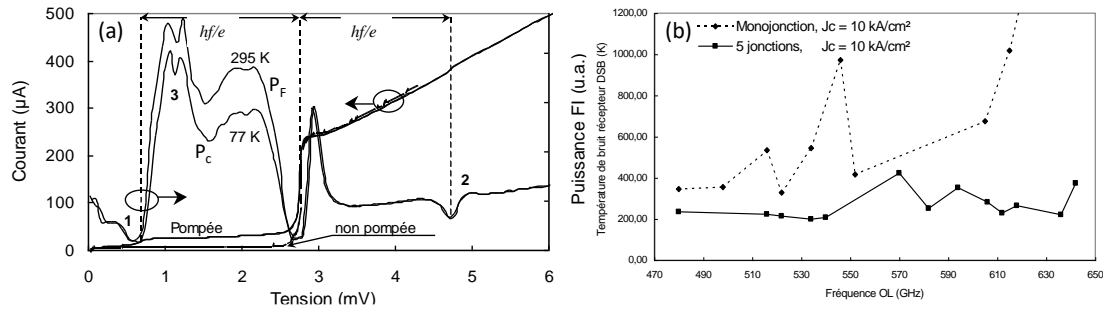 (a)
hf/e
hf/e
500
400
300
200
100
0
Courant (µA)
295 K
P_F
3
77 K
P_c
1
2
Pompée
non pompée
0 1 2 3 4 5 6
Tension (mV)
Puissance FI (u.a.)
(b)
Température de bruit récepteur DSB (K)
1200,00
1000,00
800,00
600,00
400,00
200,00
0,00
Monojonction, Jc = 10 kA/cm²
5 jonctions, Jc = 10 kA/cm²
470 490 510 530 550 570 590 610 630 650
Fréquence OL (GHz)